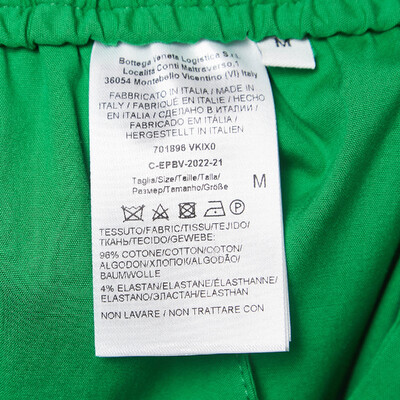 Bottega Veneta Logistica S.r.l.
Località Conti Maltraverso,1
36054 Montebello Vicentino (VI) Italy
M
FABBRICATO IN ITALIA / MADE IN
ITALY / FABRIQUÉ EN ITALIE / HECHO
EN ITALIA / СДЕЛАНО В ИТАЛИИ /
FABRICADO EM ITÁLIA /
HERGESTELLT IN ITALIEN
701896 VKIX0
C-EPBV-2022-21
Taglia/Size/Taille/Talla/
Размер/Tamanho/Größe
M
P
TESSUTO/FABRIC/TISSU/TEJIDO/
ТКАНЬ/TECIDO/GEWEBE:
96% COTONE/COTTON/COTON/
ALGODON/ХЛОПОК/ALGODÃO/
BAUMWOLLE
4% ELASTAN/ELASTANE/ÉLASTHANNE/
ELASTANO/ЭЛАСТАН/ELASTHAN
NON LAVARE / NON TRATTARE CON